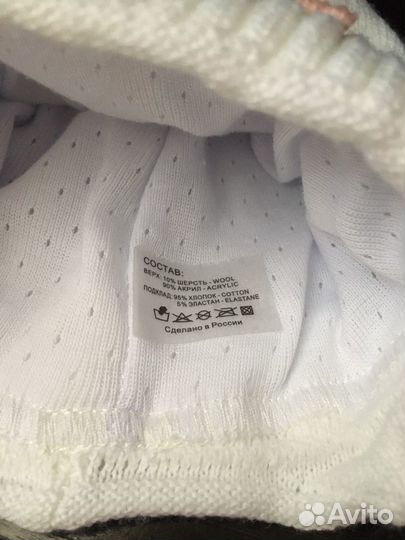 СОСТАВ:
ВЕРХ: 10% ШЕРСТЬ - WOOL
90% АКРИЛ - ACRYLIC
ПОДКЛАД: 95% ХЛОПОК - COTTON
5% ЭЛАСТАН - ELASTANE
Сделано в России
Avito